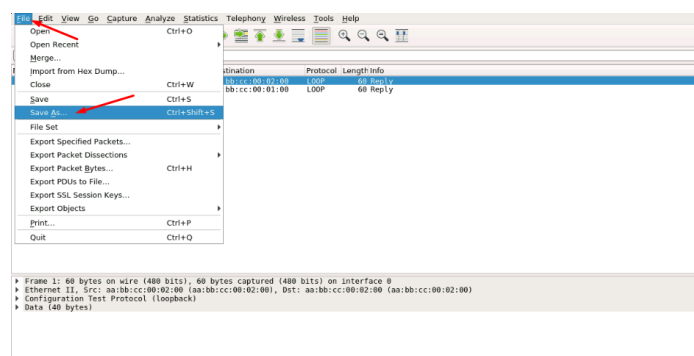 File Edit View Go Capture Analyze Statistics Telephony Wireless Tools Help
Open Ctrl+O
Open Recent
Merge...
Import from Hex Dump...
Close Ctrl+W
Save Ctrl+S
Save As... Ctrl+Shift+S
File Set
Export Specified Packets...
Export Packet Dissections
Export Packet Bytes... Ctrl+H
Export PDUs to File...
Export SSL Session Keys...
Export Objects
Print... Ctrl+P
Quit Ctrl+Q
stination Protocol Length Info
bb:cc:00:02:00 LOOP 60 Reply
bb:cc:00:01:00 LOOP 60 Reply
Frame 1: 60 bytes on wire (480 bits), 60 bytes captured (480 bits) on interface 0
Ethernet II, Src: aa:bb:cc:00:02:00 (aa:bb:cc:00:02:00), Dst: aa:bb:cc:00:02:00 (aa:bb:cc:00:02:00)
Configuration Test Protocol (loopback)
Data (40 bytes)